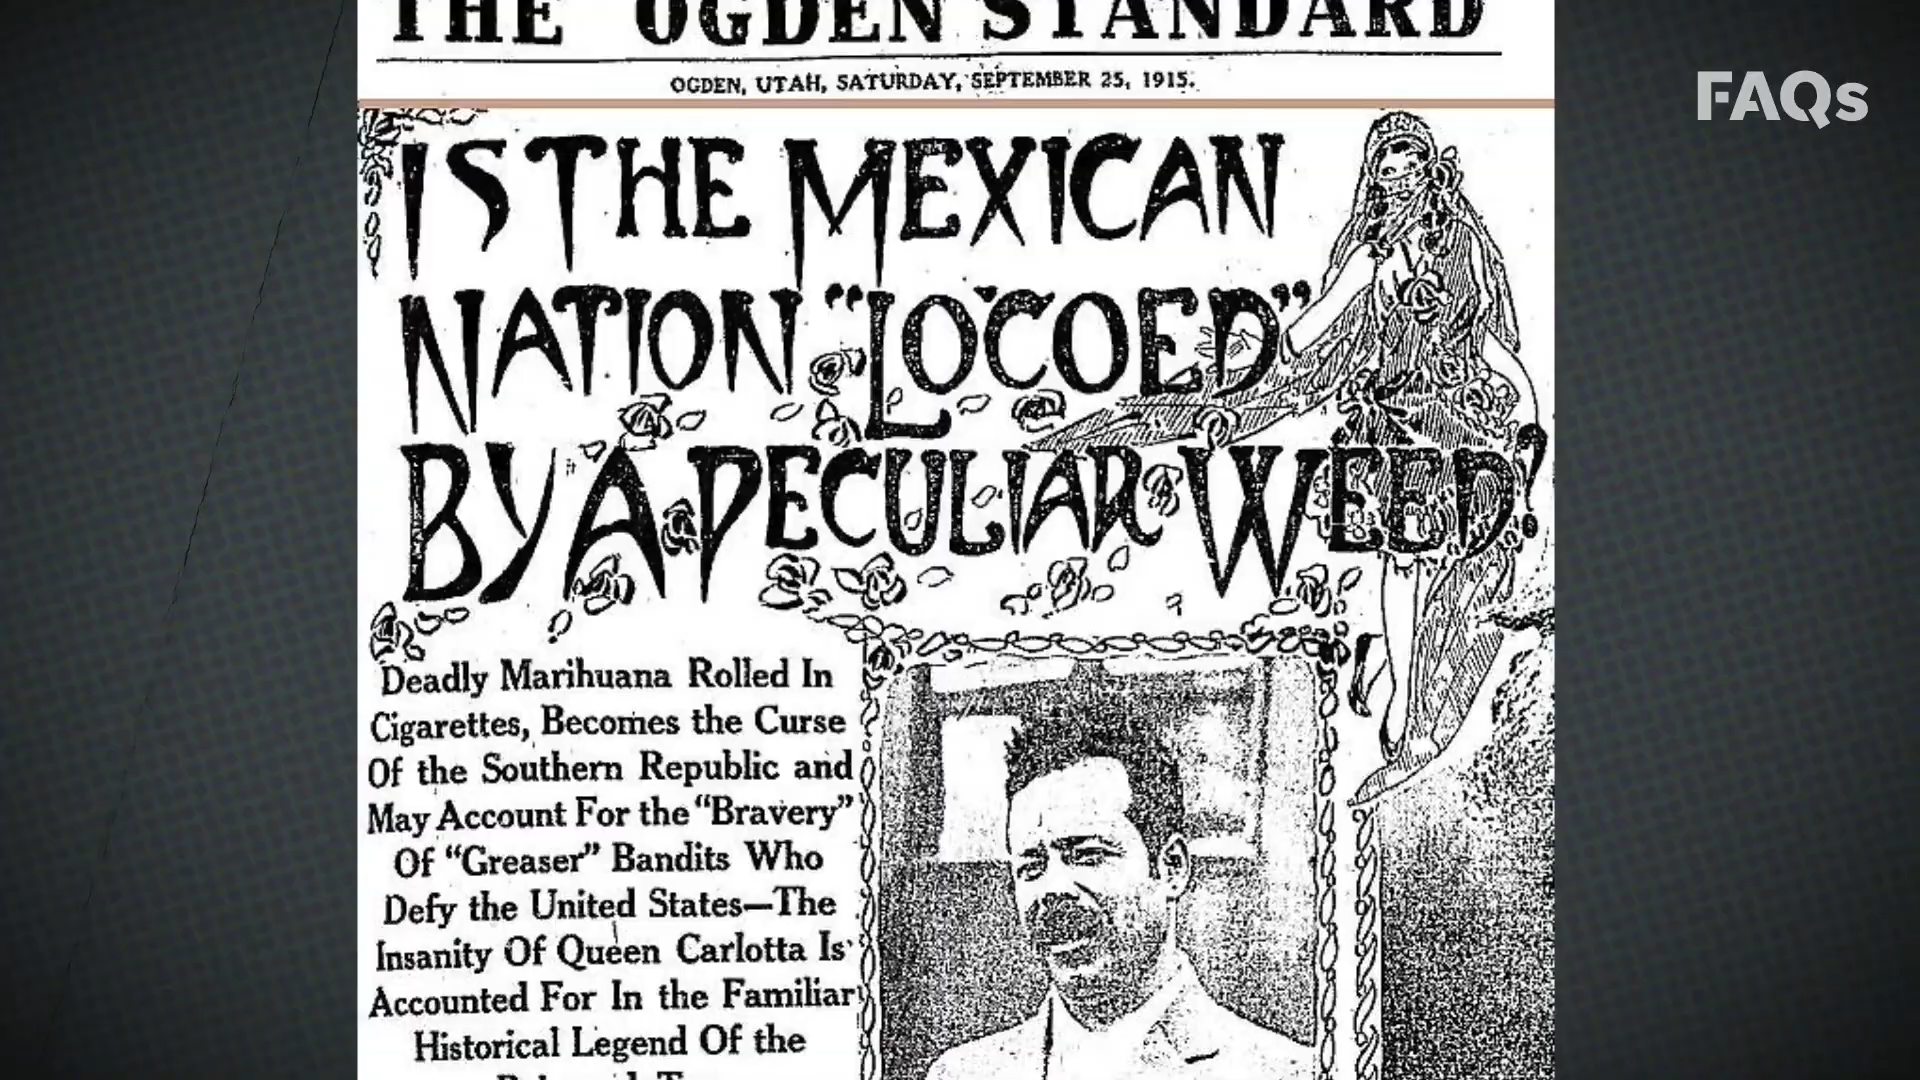 THE OGDEN STANDARD
OGDEN, UTAH, SATURDAY, SEPTEMBER 25, 1915.
FAQs
IS THE MEXICAN
NATION "LOCOED"
BY A PECULIAR WEED?
Deadly Marihuana Rolled In
Cigarettes, Becomes the Curse
Of the Southern Republic and
May Account For the "Bravery"
Of "Greaser" Bandits Who
Defy the United States—The
Insanity Of Queen Carlotta Is
Accounted For In the Familiar
Historical Legend Of the